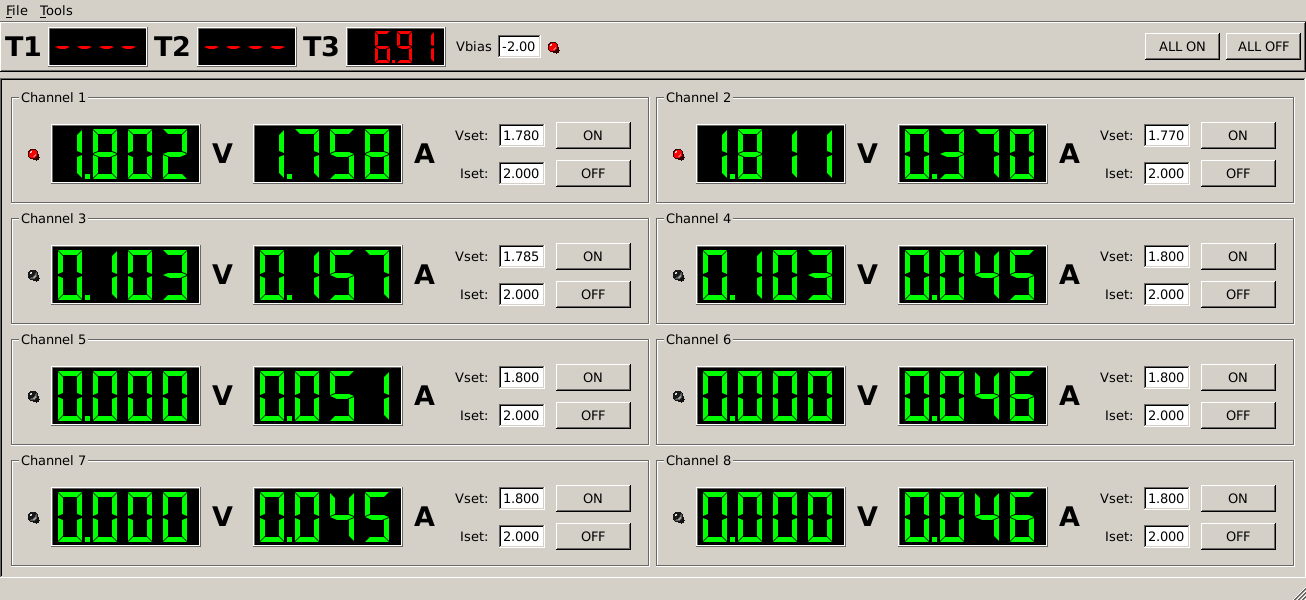 File Tools
T1 ---- T2 ---- T3 6.91 Vbias -2.00 ALL ON ALL OFF
Channel 1
1.802 V 1.758 A Vset: 1.780 ON
Iset: 2.000 OFF
Channel 2
1.811 V 0.370 A Vset: 1.770 ON
Iset: 2.000 OFF
Channel 3
0.103 V 0.157 A Vset: 1.785 ON
Iset: 2.000 OFF
Channel 4
0.103 V 0.045 A Vset: 1.800 ON
Iset: 2.000 OFF
Channel 5
0.000 V 0.051 A Vset: 1.800 ON
Iset: 2.000 OFF
Channel 6
0.000 V 0.046 A Vset: 1.800 ON
Iset: 2.000 OFF
Channel 7
0.000 V 0.045 A Vset: 1.800 ON
Iset: 2.000 OFF
Channel 8
0.000 V 0.046 A Vset: 1.800 ON
Iset: 2.000 OFF